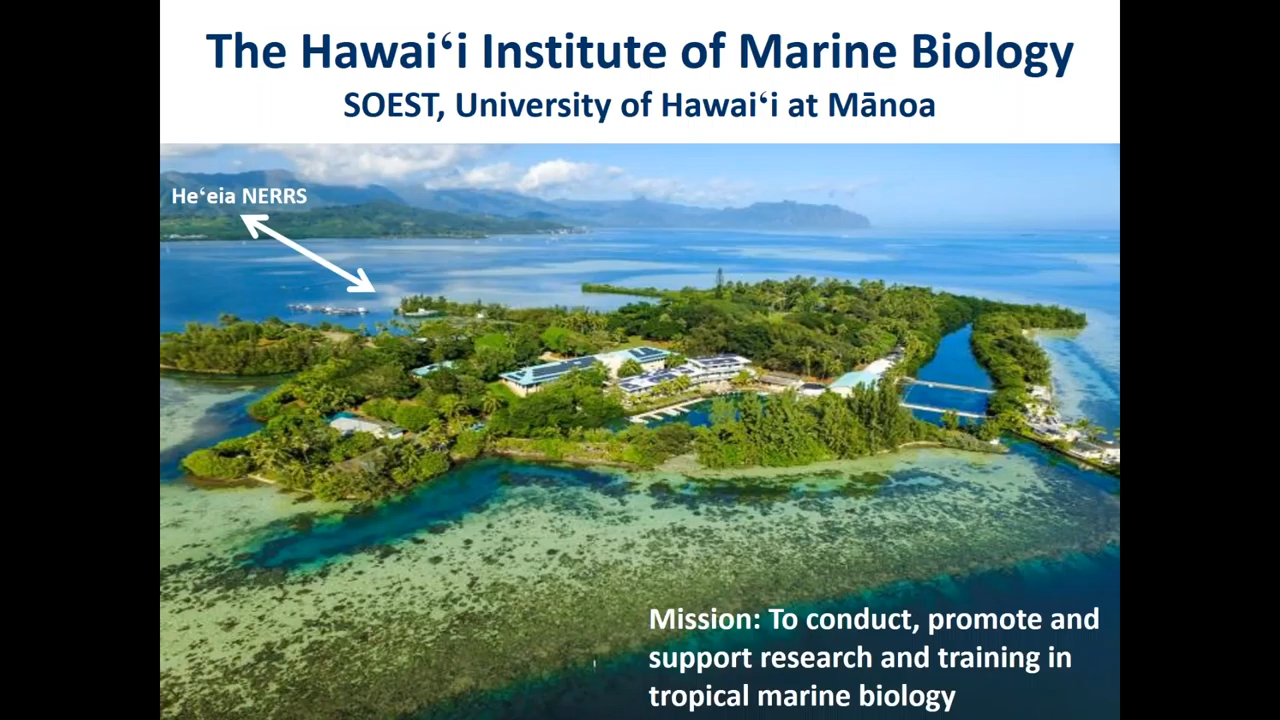 The Hawaiʻi Institute of Marine Biology
SOEST, University of Hawaiʻi at Mānoa
Heʻeia NERRS
Mission: To conduct, promote and
support research and training in
tropical marine biology